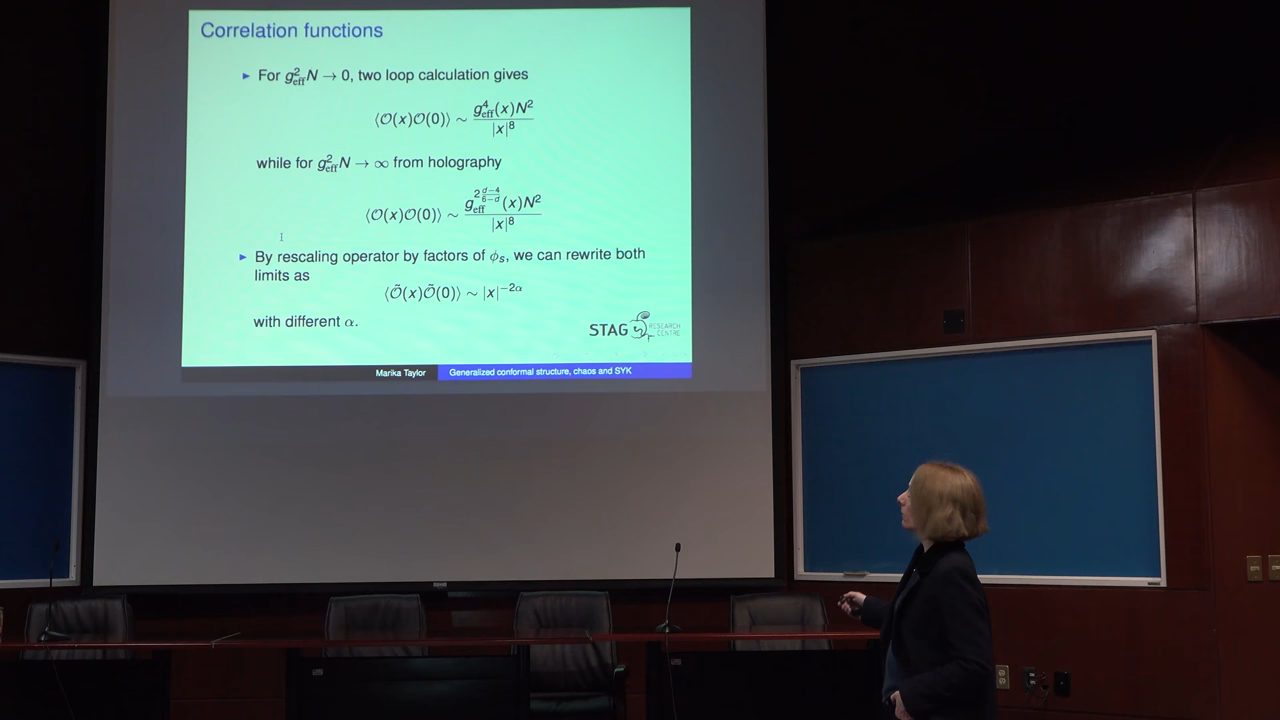 Correlation functions
► For g²_eff N → 0, two loop calculation gives
⟨𝒪(x)𝒪(0)⟩ ∼ g⁴_eff(x)N² / |x|⁸
while for g²_eff N → ∞ from holography
⟨𝒪(x)𝒪(0)⟩ ∼ g_eff^{2\frac{d-4}{6-d}}(x)N² / |x|⁸
► By rescaling operator by factors of ϕ_s, we can rewrite both
limits as
⟨Õ(x)Õ(0)⟩ ∼ |x|^{−2α}
with different α.
STAG RESEARCH
CENTRE
Marika Taylor Generalized conformal structure, chaos and SYK